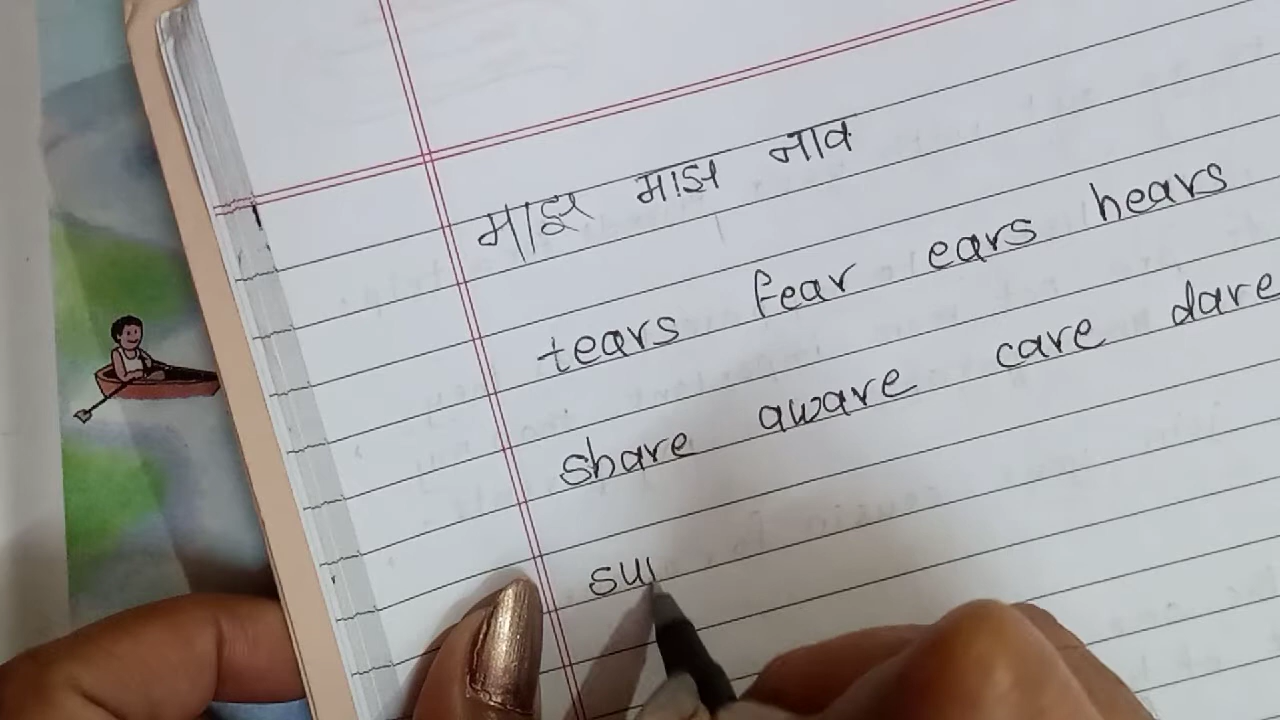 माझ माझ नाव
tears fear ears hears
share aware care dare
su